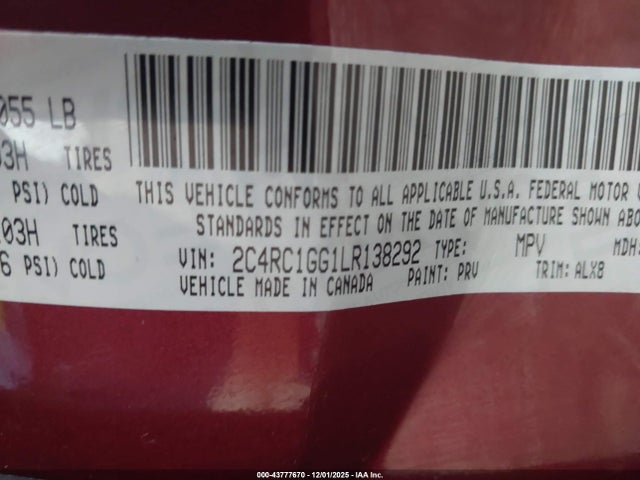 055 LB
03H TIRES
PSI) COLD
03H TIRES
6 PSI) COLD
THIS VEHICLE CONFORMS TO ALL APPLICABLE U.S.A. FEDERAL MOTOR
STANDARDS IN EFFECT ON THE DATE OF MANUFACTURE SHOWN ABO
VIN: 2C4RC1GG1LR138292 TYPE: MPV MDH:
VEHICLE MADE IN CANADA PAINT: PRV TRIM: ALX8
000-43777670 - 12/01/2025 - IAA Inc.